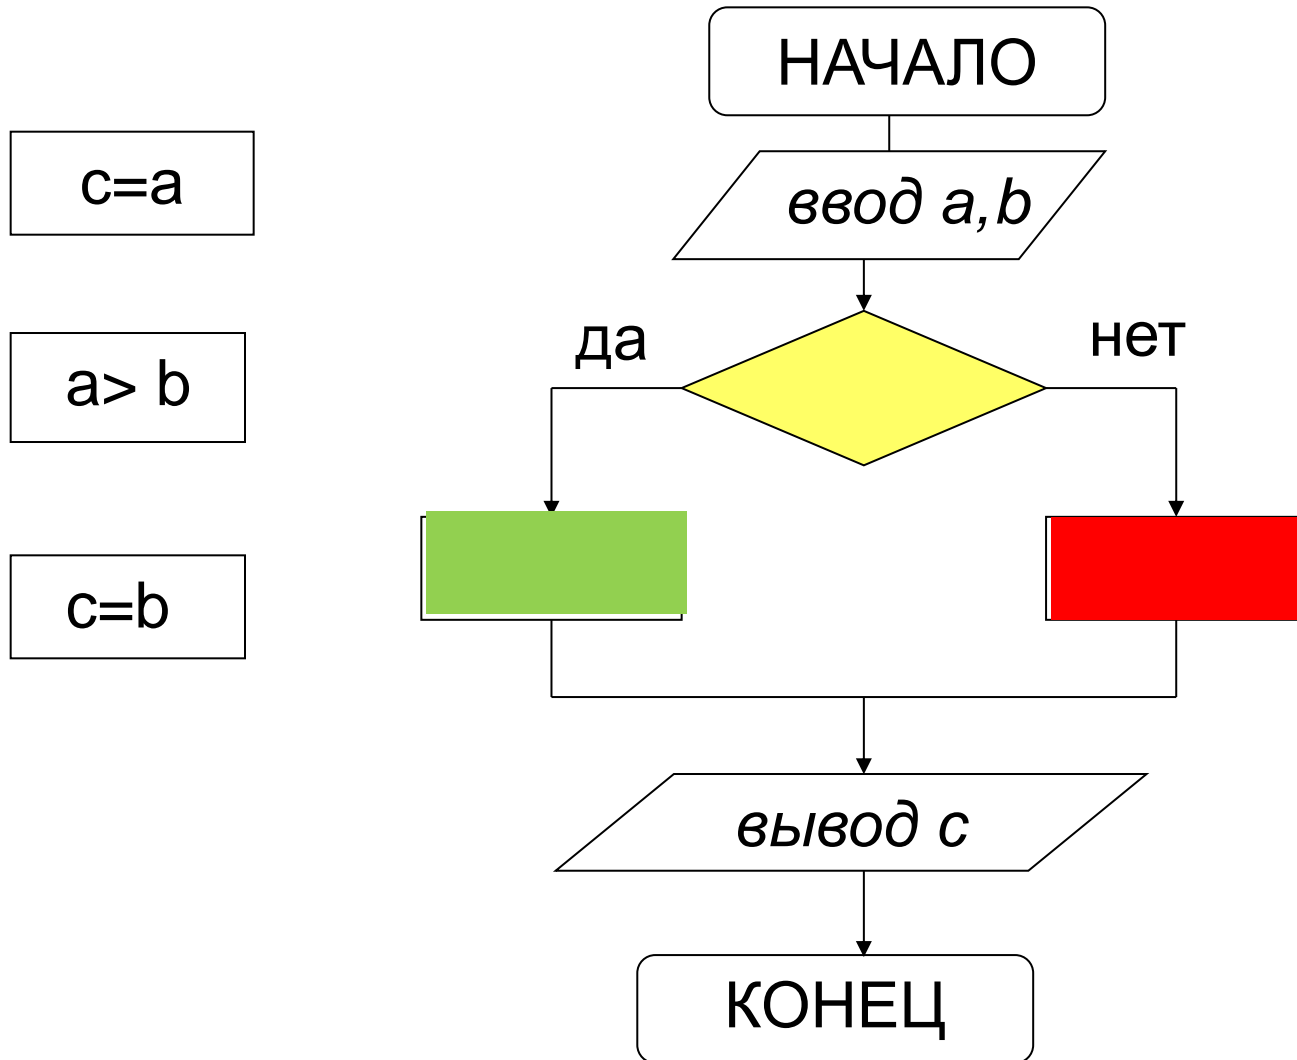 НАЧАЛО
c=a
ввод a,b
да
нет
a> b
c=b
вывод c
КОНЕЦ